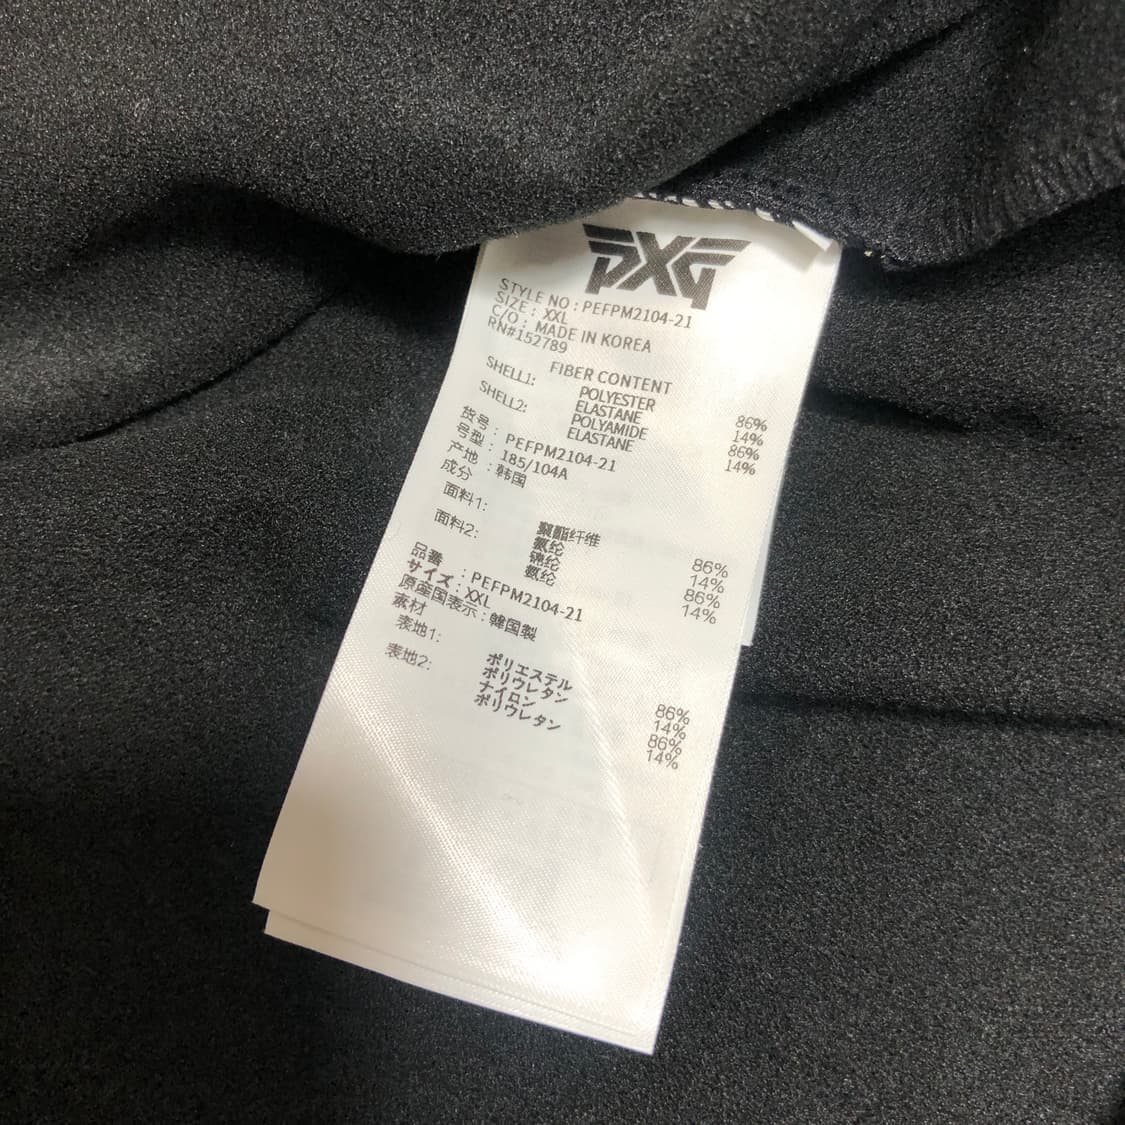 PXG
STYLE NO : PEFPM2104-21
SIZE : XXL
C/O : MADE IN KOREA
RN#152789
FIBER CONTENT
SHELL1: POLYESTER 86%
ELASTANE 14%
SHELL2: POLYAMIDE 86%
ELASTANE 14%
货号 : PEFPM2104-21
号型 : 185/104A
产地 : 韩国
成分
面料1: 聚酯纤维 86%
氨纶 14%
面料2: 锦纶 86%
氨纶 14%
品番 : PEFPM2104-21
サイズ : XXL
原産国表示 : 韓国製
素材
表地1: ポリエステル 86%
ポリウレタン 14%
表地2: ナイロン 86%
ポリウレタン 14%